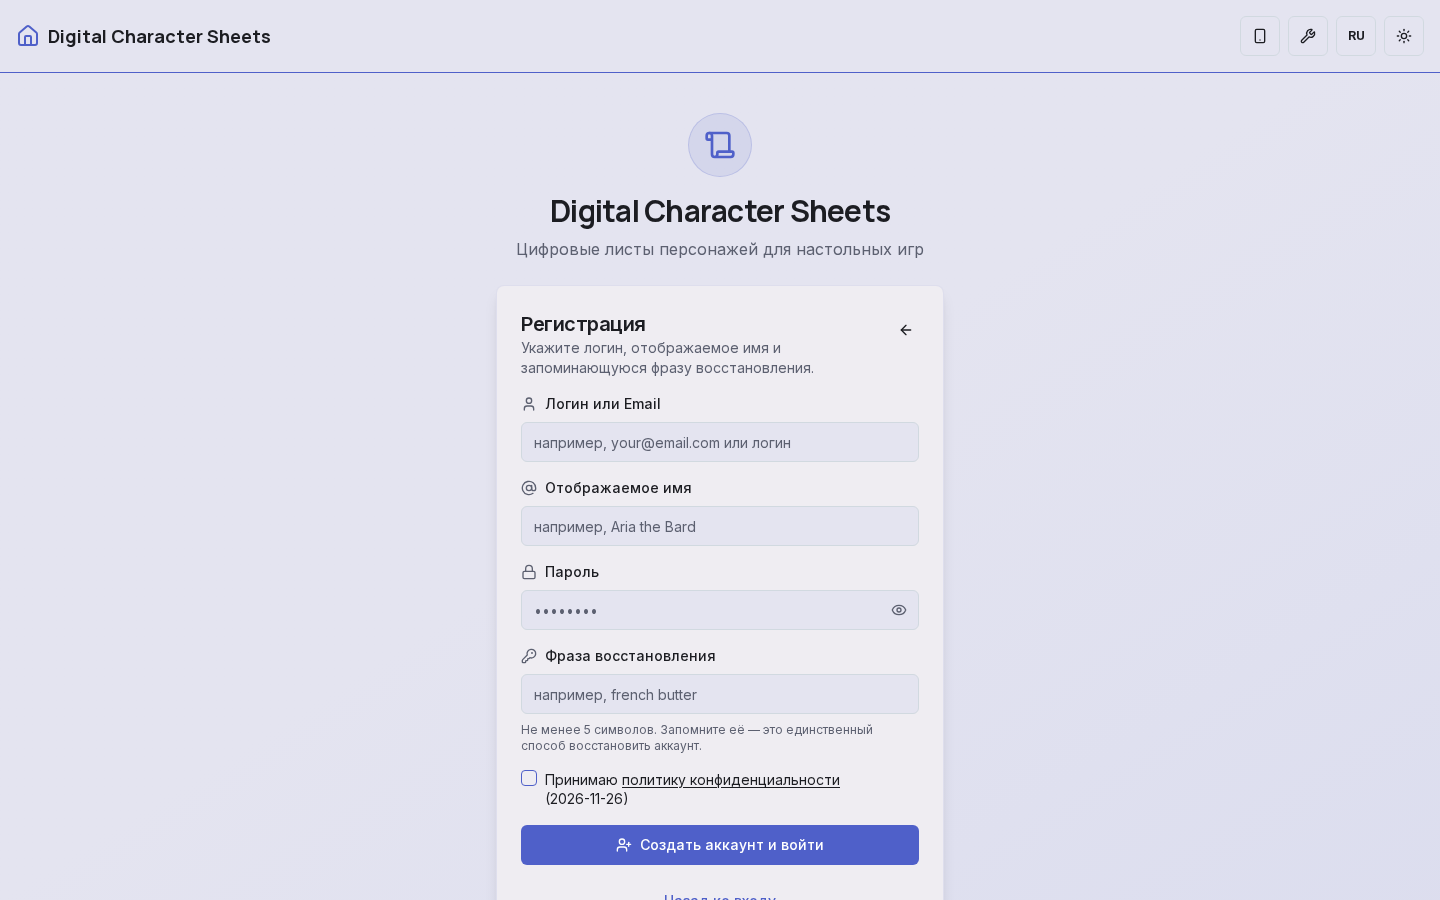 Digital Character Sheets
RU
Digital Character Sheets
Цифровые листы персонажей для настольных игр
Регистрация
Укажите логин, отображаемое имя и
запоминающуюся фразу восстановления.
Логин или Email
например, your@email.com или логин
Отображаемое имя
например, Aria the Bard
Пароль
••••••••
Фраза восстановления
например, french butter
Не менее 5 символов. Запомните её — это единственный
способ восстановить аккаунт.
Принимаю политику конфиденциальности
(2026-11-26)
Создать аккаунт и войти
Назад ко входу